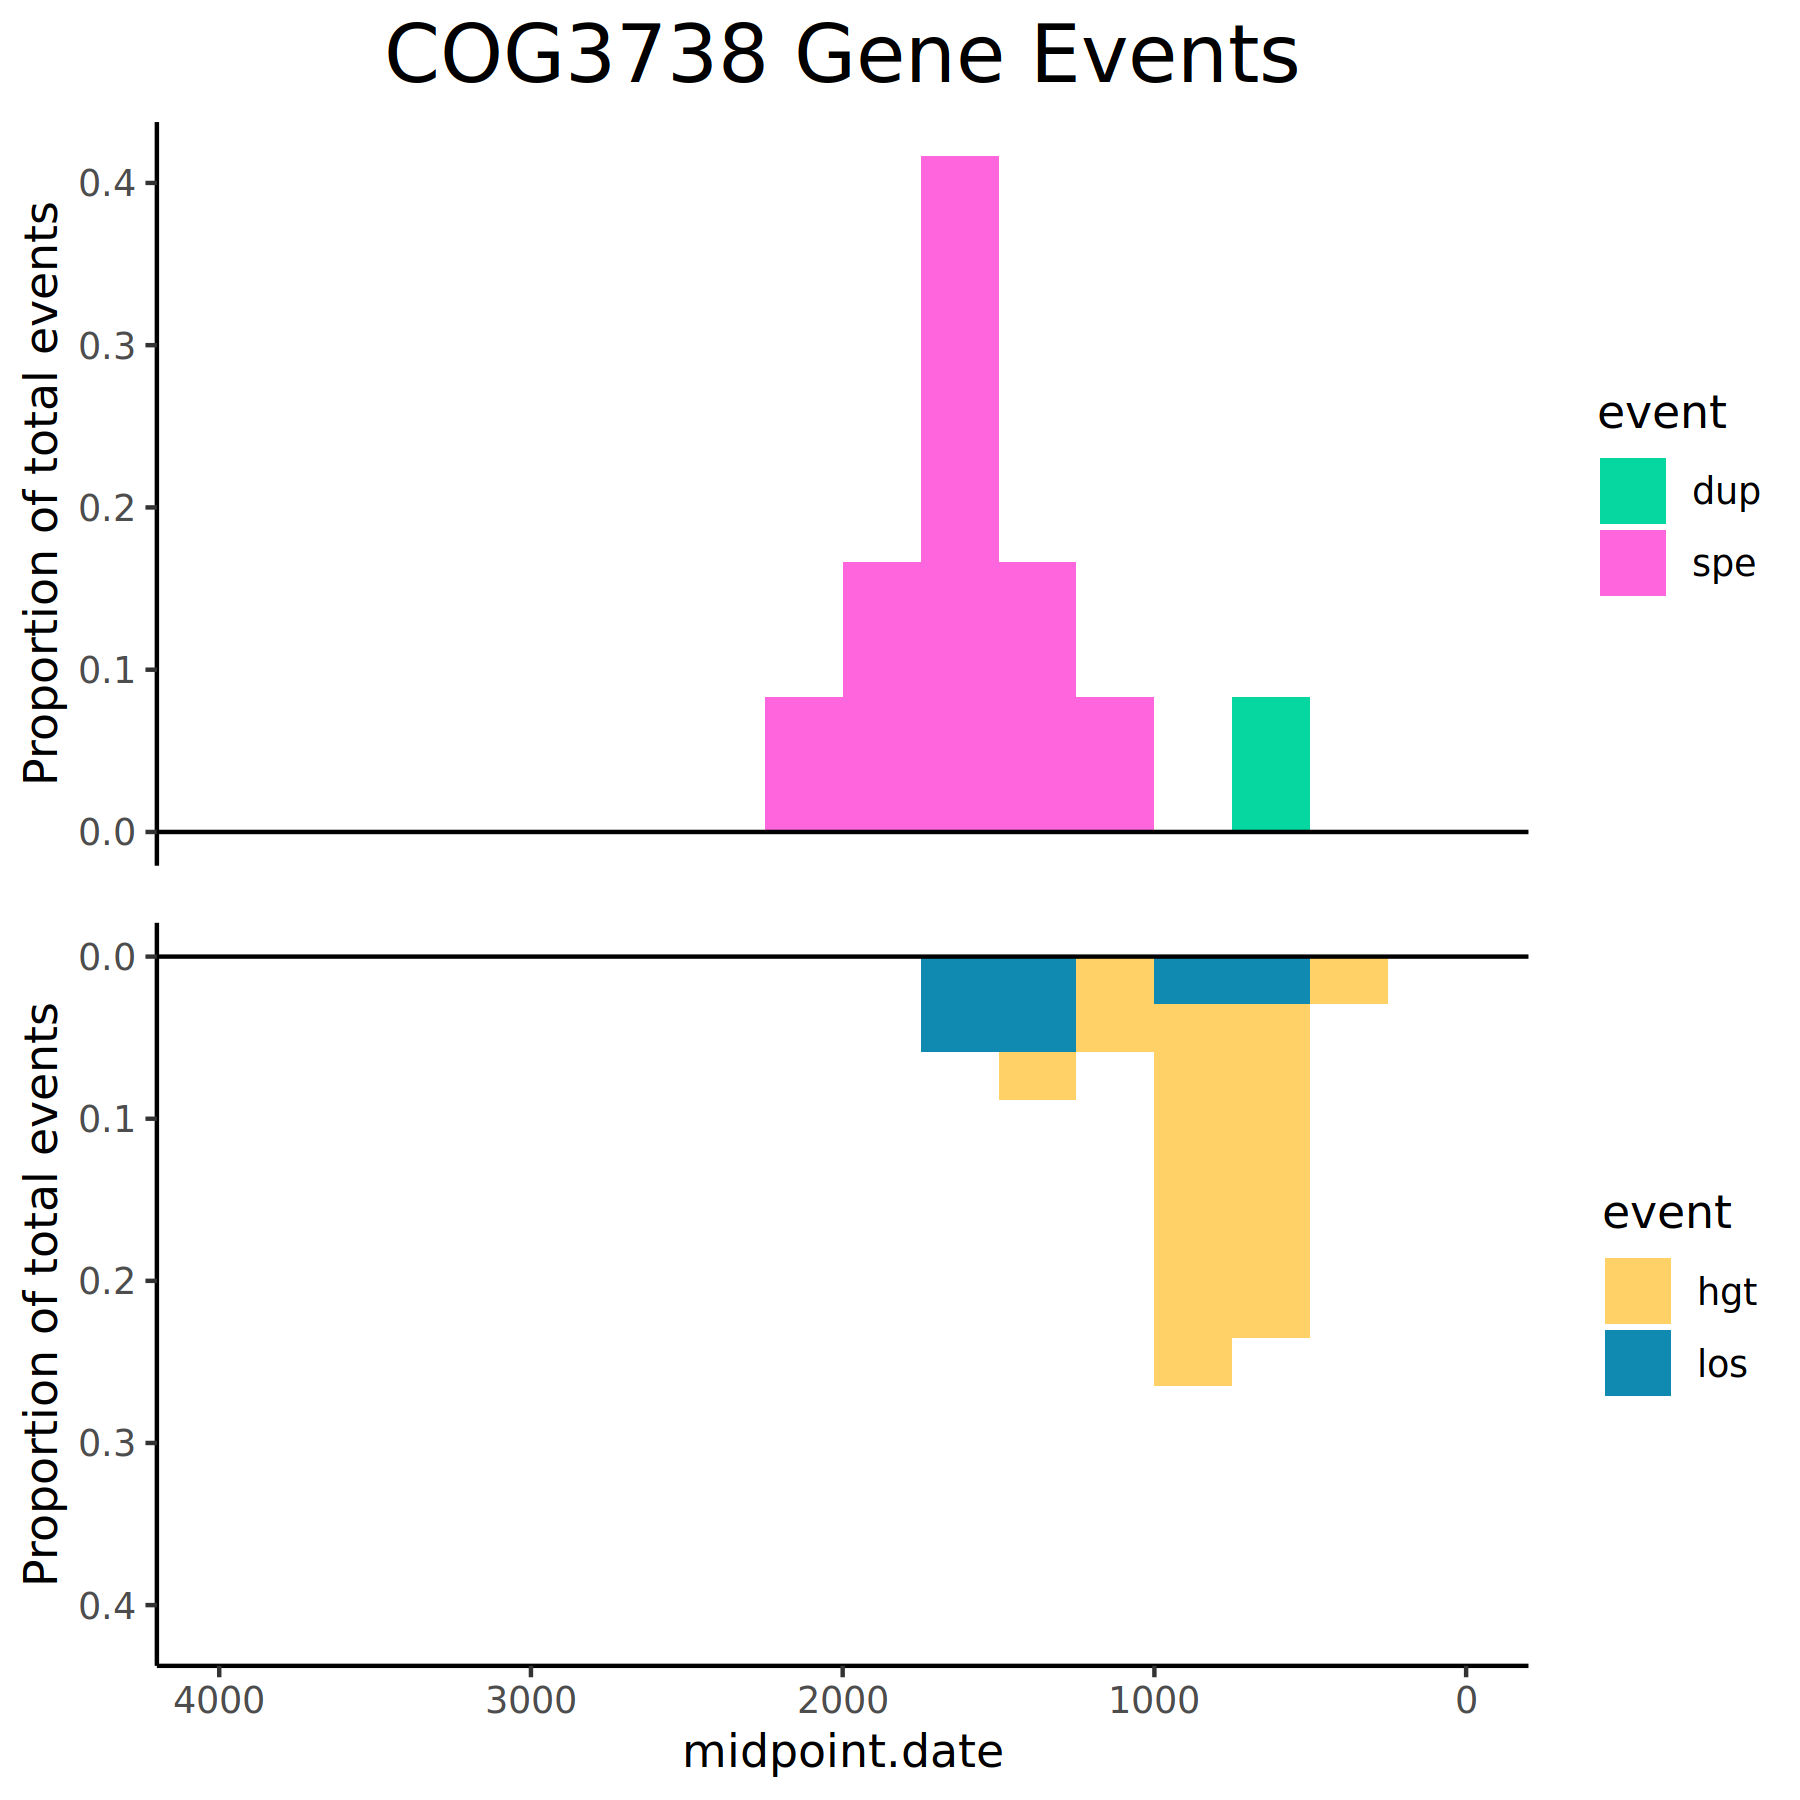 COG3738 Gene Events
Proportion of total events
0.4
0.3
0.2
0.1
0.0
event
dup
spe
Proportion of total events
0.0
0.1
0.2
0.3
0.4
event
hgt
los
4000 3000 2000 1000 0
midpoint.date